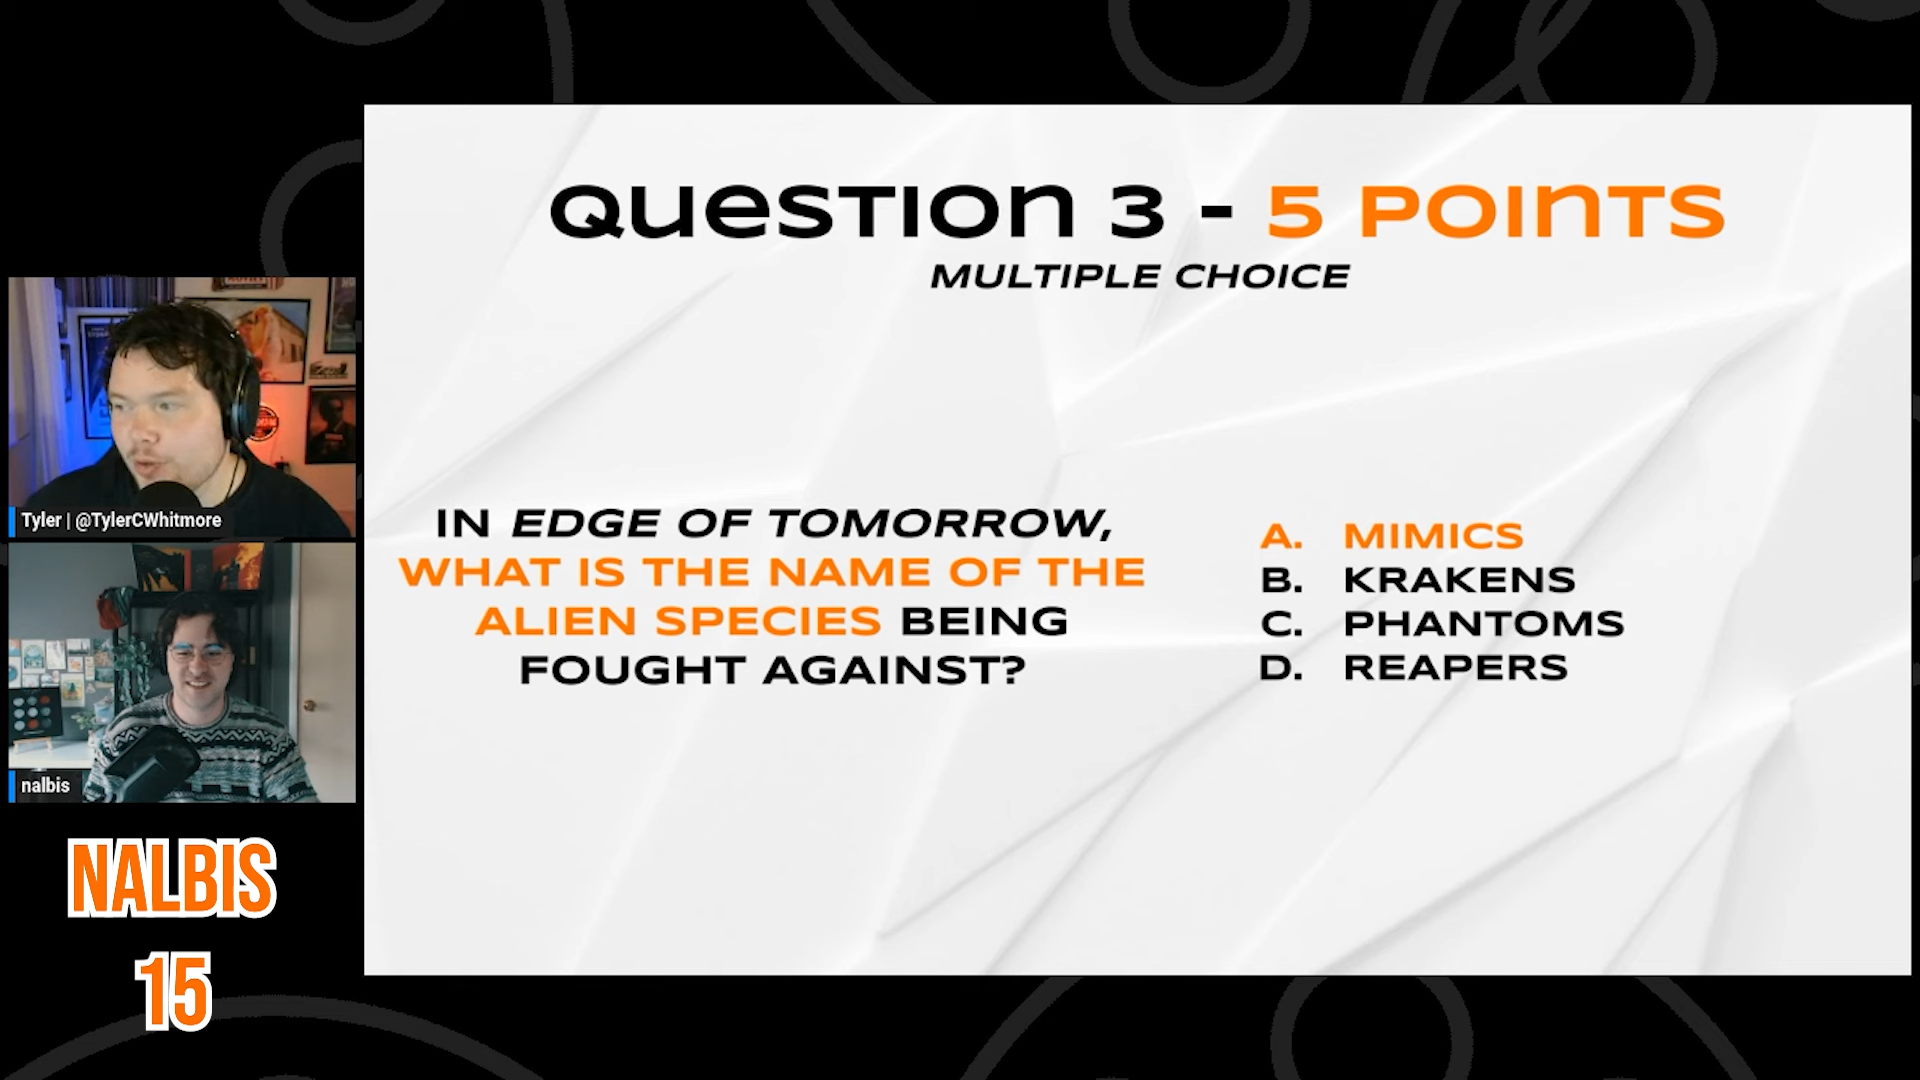 QUESTION 3 - 5 POINTS
MULTIPLE CHOICE
IN EDGE OF TOMORROW,
WHAT IS THE NAME OF THE
ALIEN SPECIES BEING
FOUGHT AGAINST?
A. MIMICS
B. KRAKENS
C. PHANTOMS
D. REAPERS
Tyler | @TylerCWhitmore
nalbis
NALBIS
15